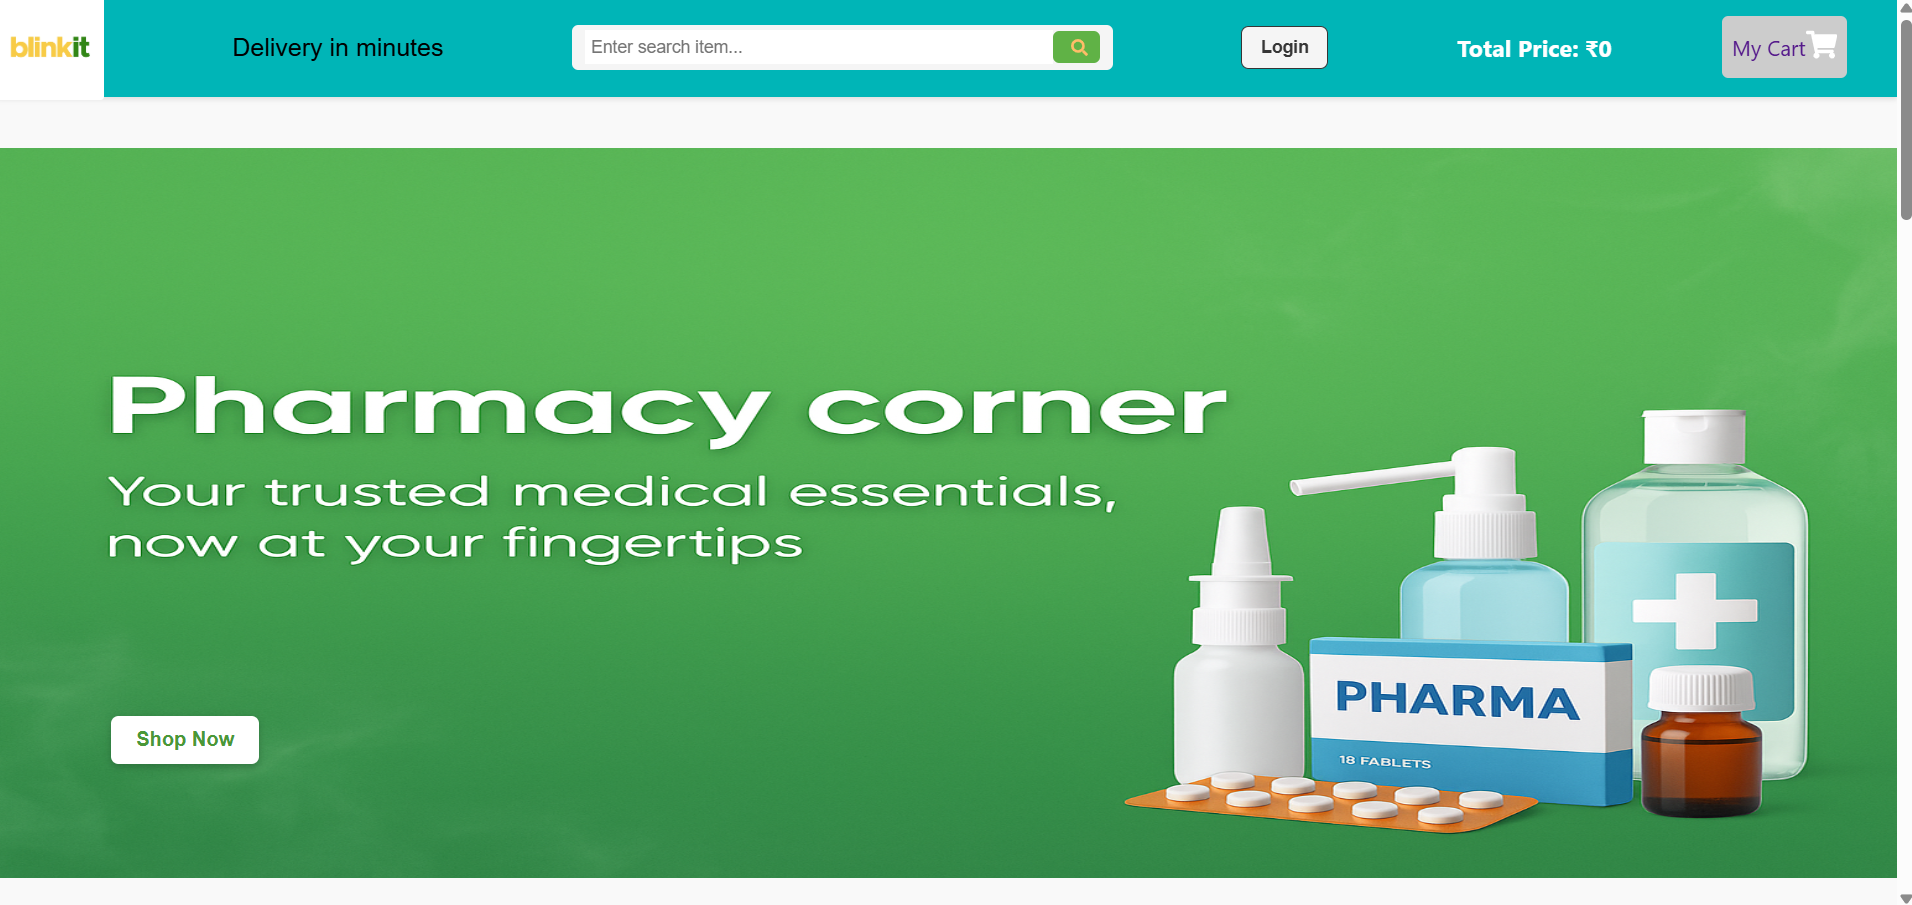 blinkit
Delivery in minutes
Enter search item...
Login
Total Price: ₹0
My Cart
Pharmacy corner
Your trusted medical essentials,
now at your fingertips
Shop Now
PHARMA
18 FABLETS